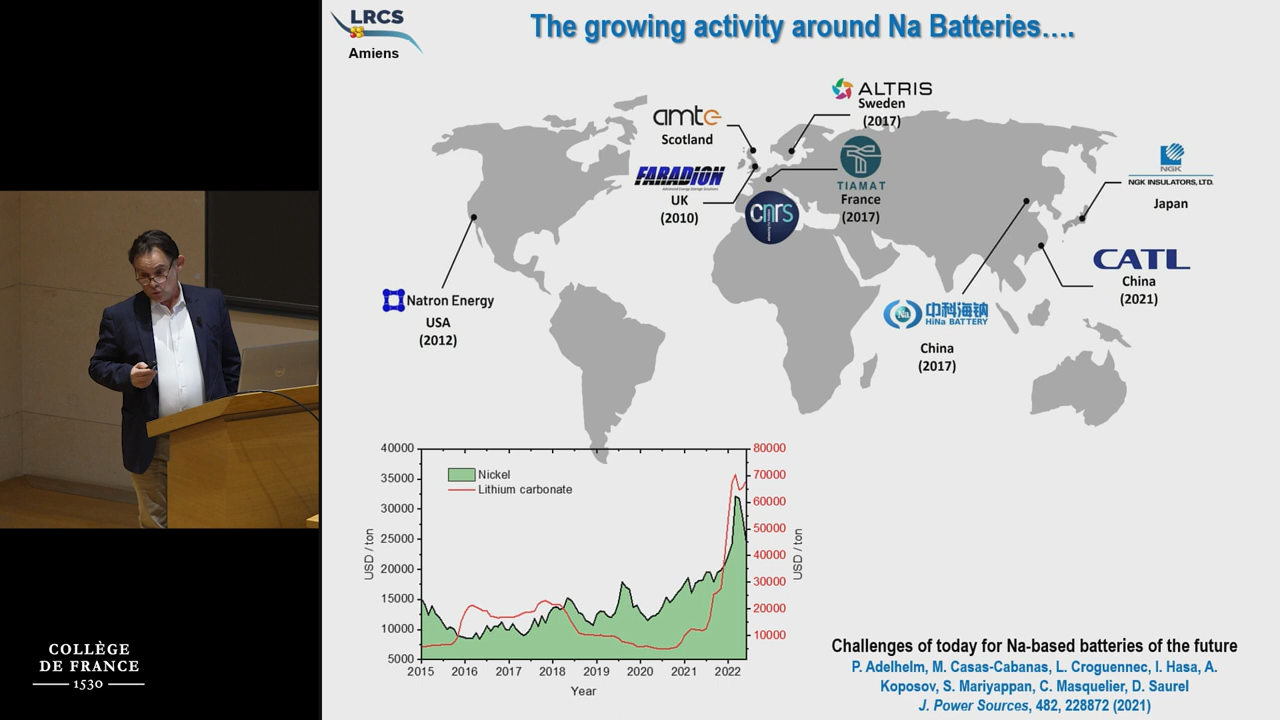 LRCS
Amiens
The growing activity around Na Batteries....
ALTRIS
Sweden
(2017)
amte
Scotland
FARADION
UK
(2010)
TIAMAT
France
(2017)
cnrs
NGK
NGK INSULATORS, LTD.
Japan
CATL
China
(2021)
Natron Energy
USA
(2012)
Na
中科海钠
HiNa BATTERY
China
(2017)
40000
35000
30000
25000
20000
15000
10000
5000
USD / ton
Nickel
Lithium carbonate
80000
70000
60000
50000
40000
30000
20000
10000
USD / ton
2015 2016 2017 2018 2019 2020 2021 2022
Year
Challenges of today for Na-based batteries of the future
P. Adelhelm, M. Casas-Cabanas, L. Croguennec, I. Hasa, A.
Koposov, S. Mariyappan, C. Masquelier, D. Saurel
J. Power Sources, 482, 228872 (2021)
COLLÈGE
DE FRANCE
1530